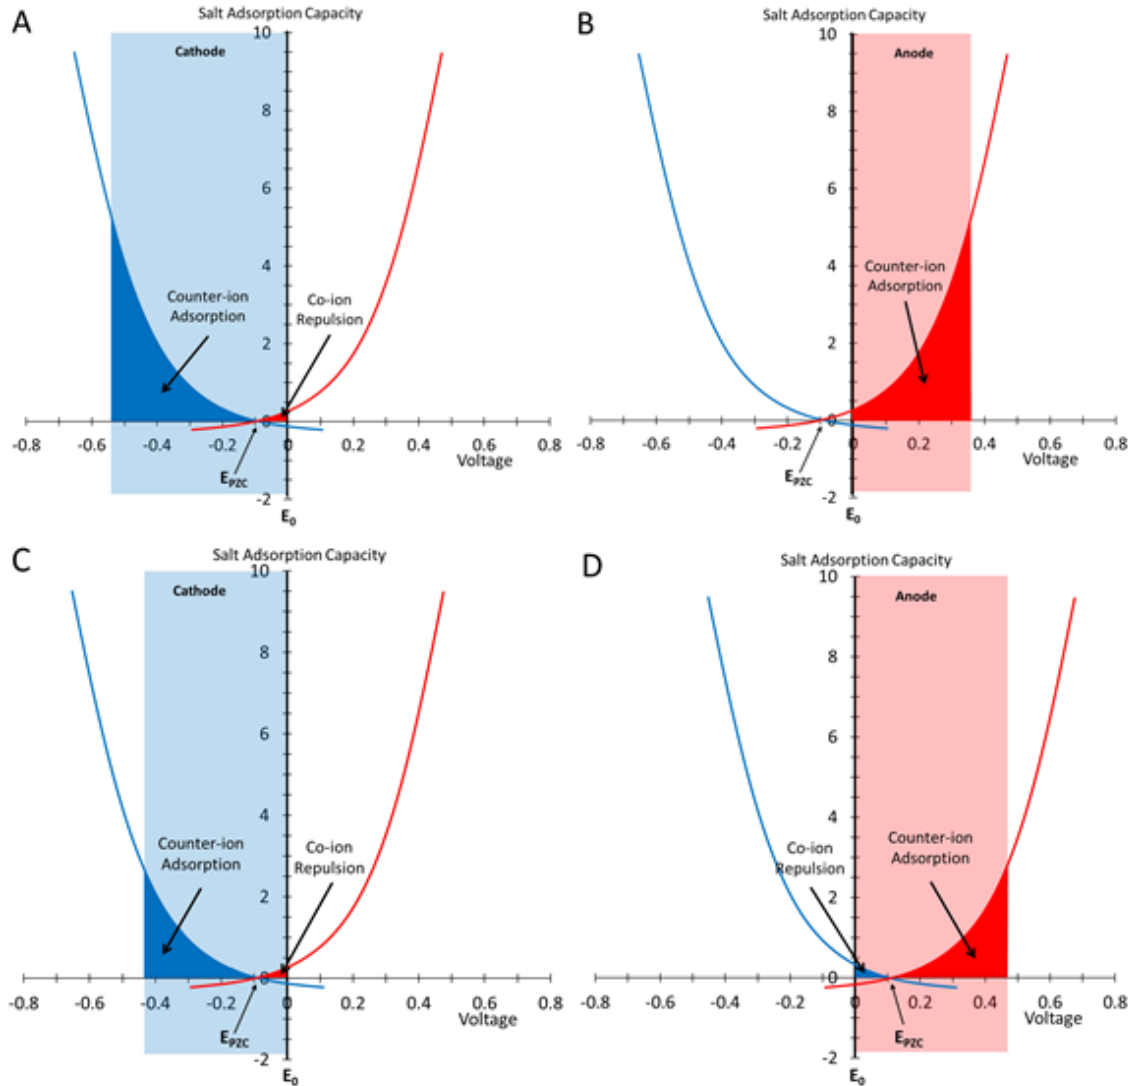 A
Salt Adsorption Capacity
10
Cathode
8
6
4
Counter-ion
Adsorption
Co-ion
Repulsion
2
0
-0.8 -0.6 -0.4 -0.2 0 0.2 0.4 0.6 0.8
Voltage
EPZC
-2
E0
B
Salt Adsorption Capacity
10
Anode
8
6
4
Counter-ion
Adsorption
2
0
-0.8 -0.6 -0.4 -0.2 0 0.2 0.4 0.6 0.8
Voltage
EPZC
-2
E0
C
Salt Adsorption Capacity
10
Cathode
8
6
4
Counter-ion
Adsorption
Co-ion
Repulsion
2
0
-0.8 -0.6 -0.4 -0.2 0 0.2 0.4 0.6 0.8
Voltage
EPZC
-2
E0
D
Salt Adsorption Capacity
10
Anode
8
6
4
Co-ion
Repulsion
Counter-ion
Adsorption
2
0
-0.8 -0.6 -0.4 -0.2 0 0.2 0.4 0.6 0.8
Voltage
EPZC
-2
E0